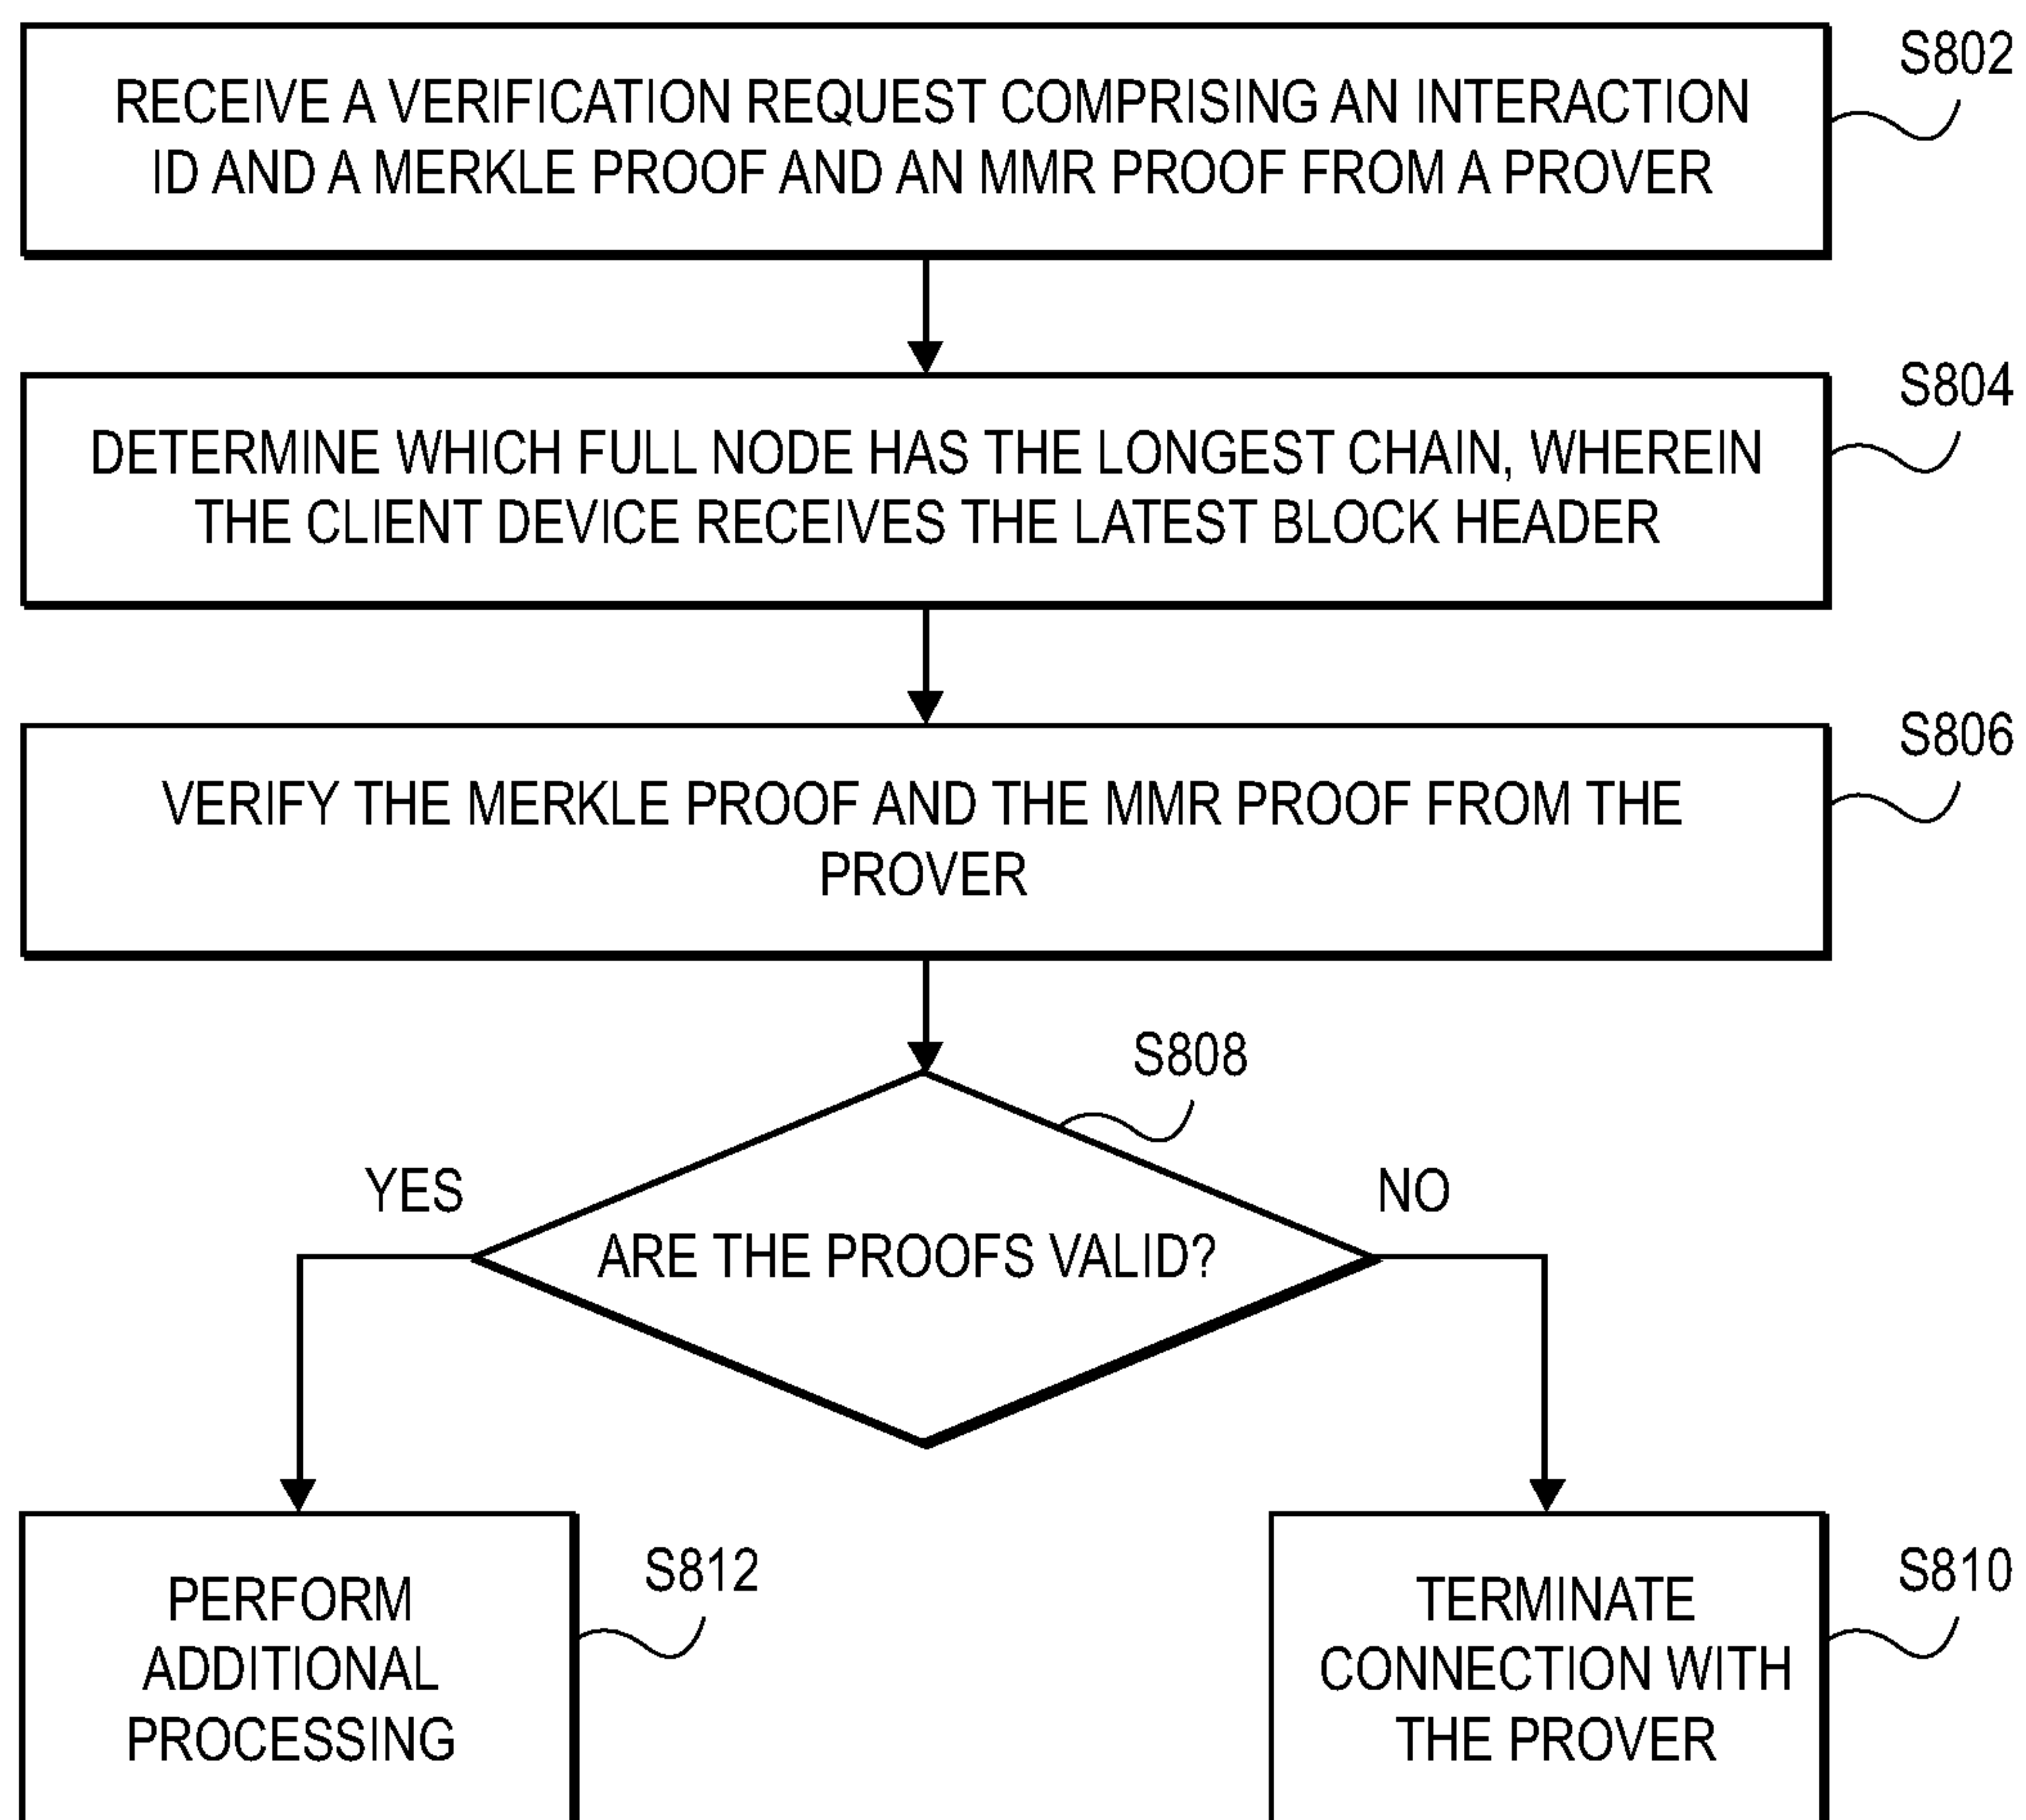 S802
RECEIVE A VERIFICATION REQUEST COMPRISING AN INTERACTION
ID AND A MERKLE PROOF AND AN MMR PROOF FROM A PROVER
S804
DETERMINE WHICH FULL NODE HAS THE LONGEST CHAIN, WHEREIN
THE CLIENT DEVICE RECEIVES THE LATEST BLOCK HEADER
S806
VERIFY THE MERKLE PROOF AND THE MMR PROOF FROM THE
PROVER
S808
YES
NO
ARE THE PROOFS VALID?
S812
PERFORM
ADDITIONAL
PROCESSING
S810
TERMINATE
CONNECTION WITH
THE PROVER